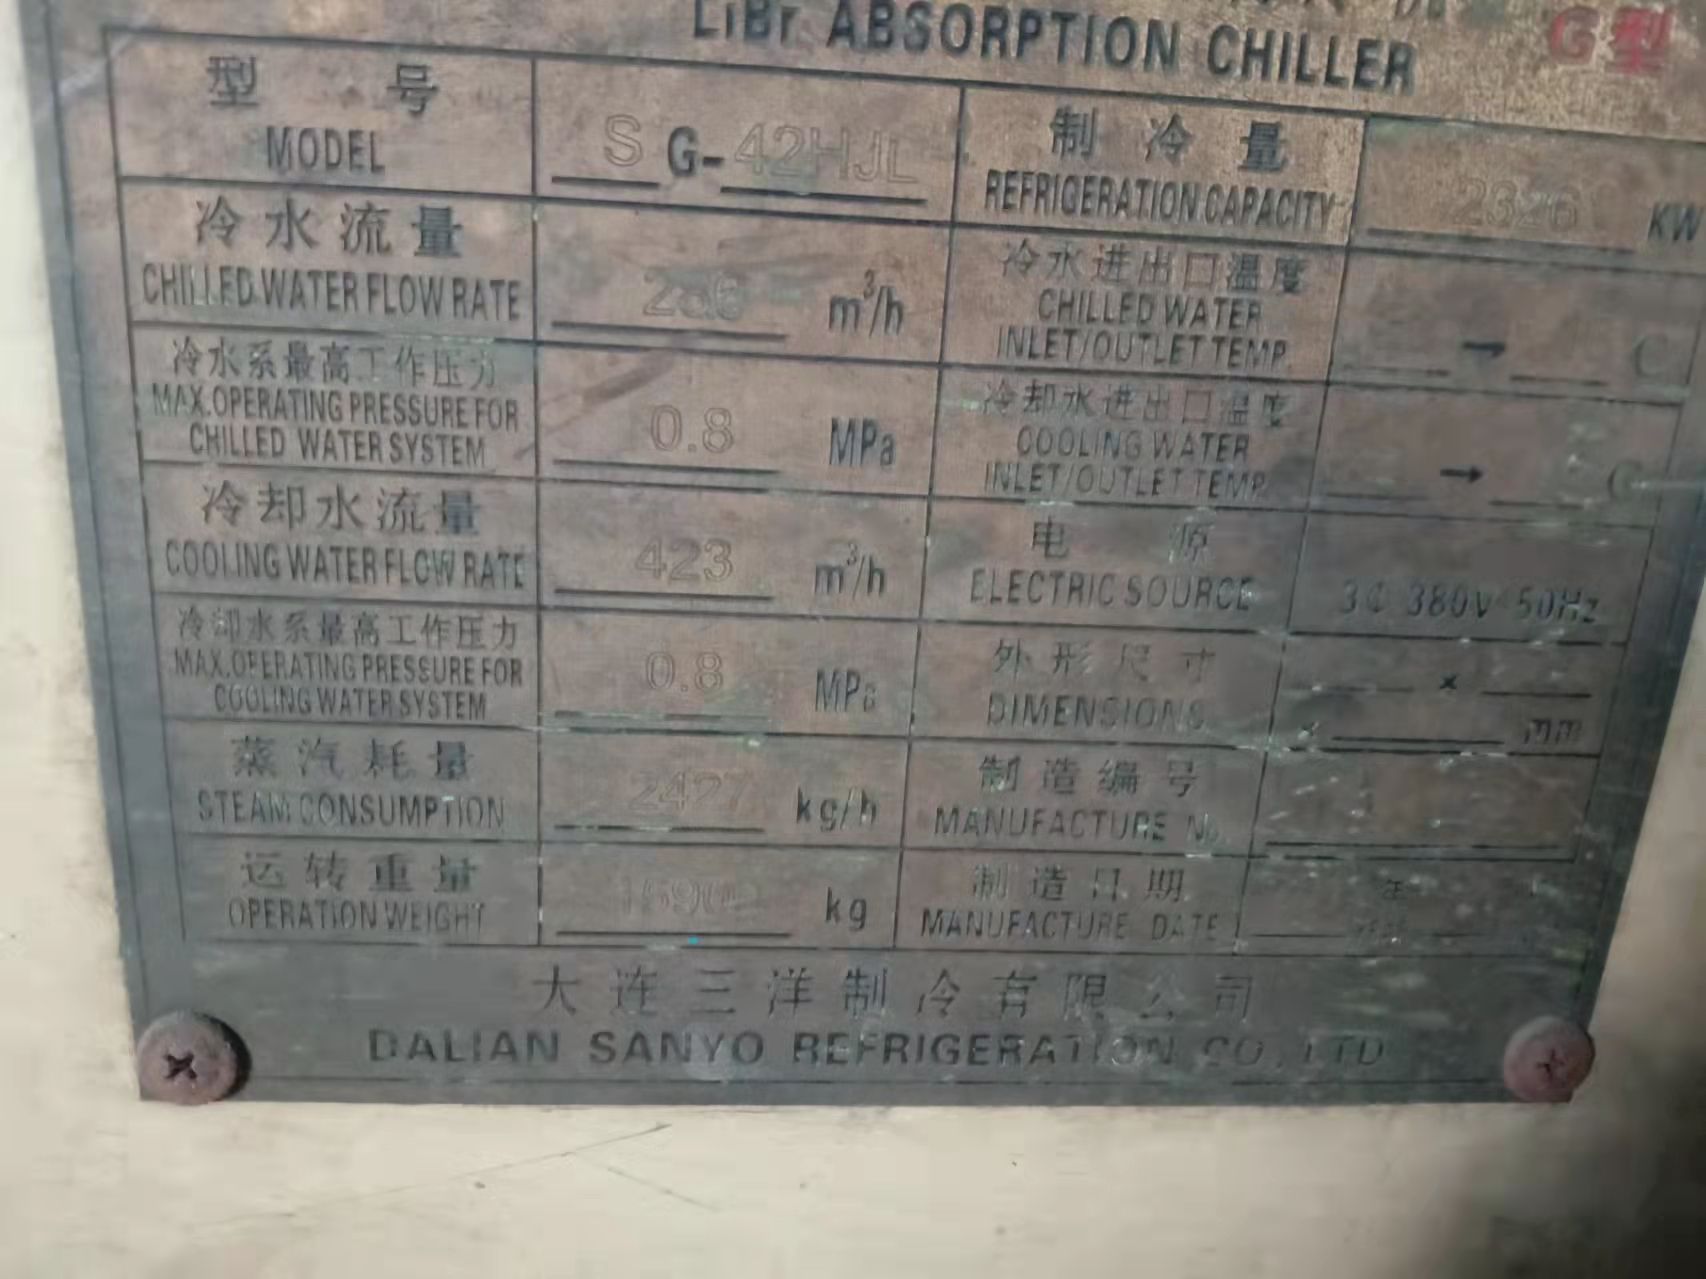 G型
LiBr ABSORPTION CHILLER
型 号
MODEL
S G-42HJL
制 冷 量
REFRIGERATION CAPACITY
2326 KW
冷水流量
CHILLED WATER FLOW RATE
m³/h
冷水进出口温度
CHILLED WATER
INLET/OUTLET TEMP.
→ C
冷水系最高工作压力
MAX.OPERATING PRESSURE FOR
CHILLED WATER SYSTEM
0.8 MPa
冷却水进出口温度
COOLING WATER
INLET/OUTLET TEMP.
→ C
冷却水流量
COOLING WATER FLOW RATE
423 m³/h
电 源
ELECTRIC SOURCE
3Φ 380V 50Hz
冷却水系最高工作压力
MAX.OPERATING PRESSURE FOR
COOLING WATER SYSTEM
0.8 MPa
外形尺寸
DIMENSIONS
×
× mm
蒸汽耗量
STEAM CONSUMPTION
2427 kg/h
制造编号
MANUFACTURE No.
运转重量
OPERATION WEIGHT
kg
制造日期
MANUFACTURE DATE
年
大连三洋制冷有限公司
DALIAN SANYO REFRIGERATION CO., LTD